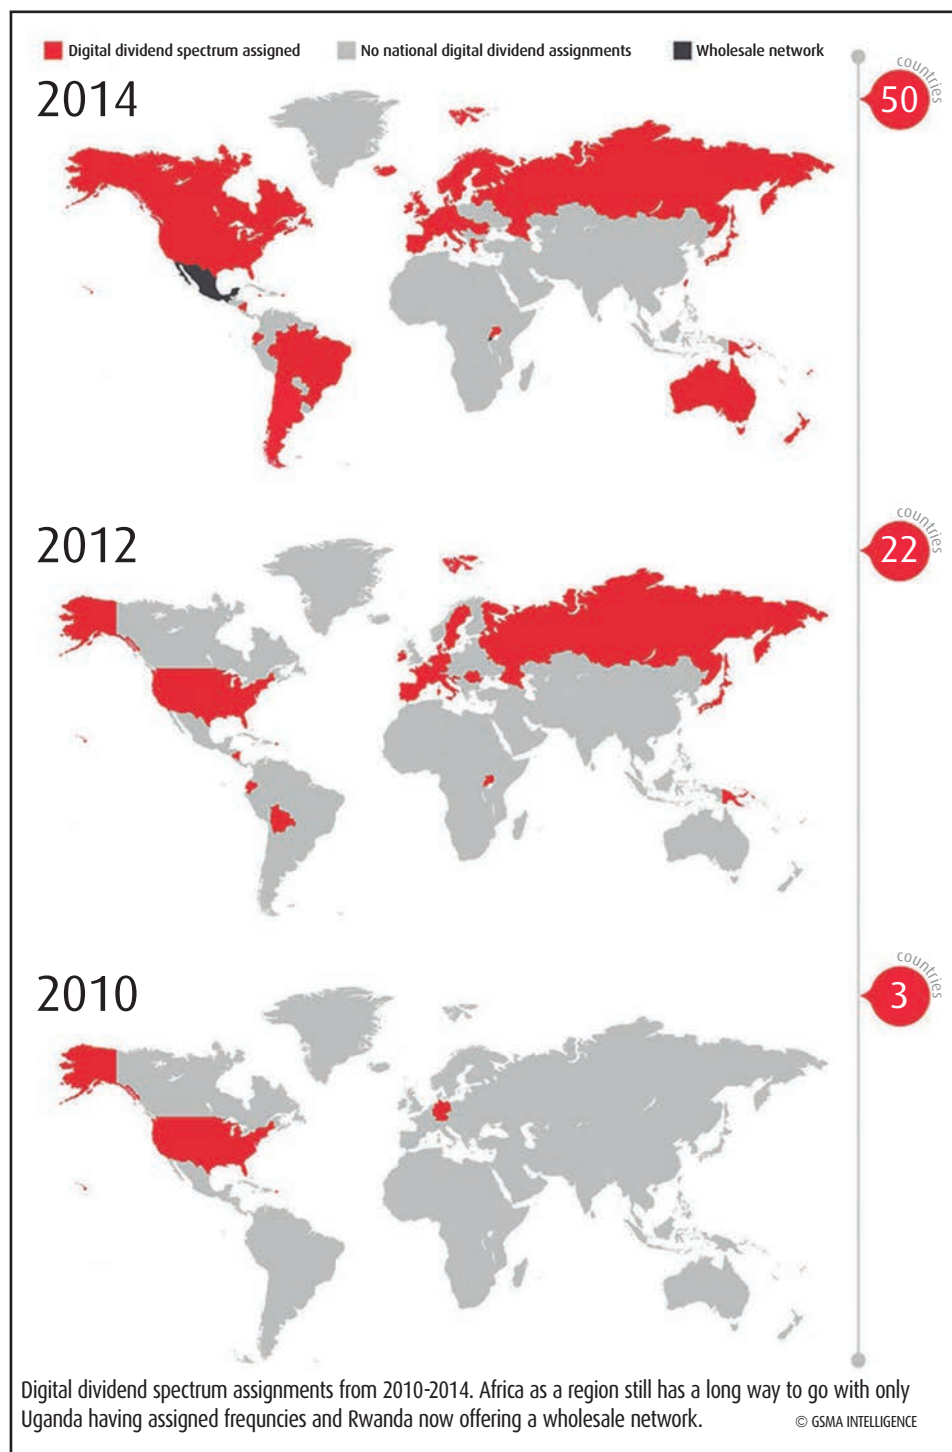 Digital dividend spectrum assigned No national digital dividend assignments Wholesale network
2014
countries
50
2012
countries
22
2010
countries
3
Digital dividend spectrum assignments from 2010-2014. Africa as a region still has a long way to go with only
Uganda having assigned frequncies and Rwanda now offering a wholesale network.
© GSMA INTELLIGENCE